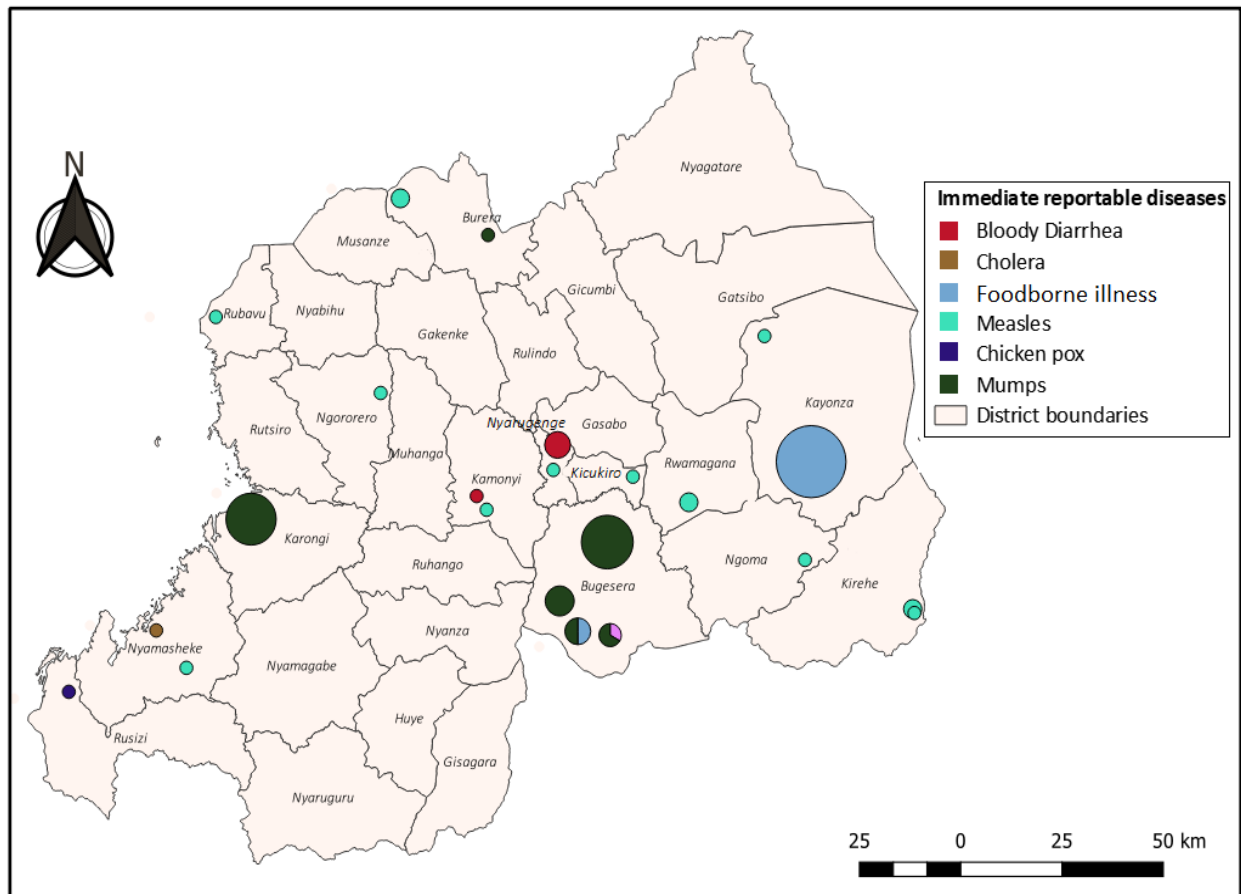 N
Nyagatare
Burera
Musanze
Gicumbi
Gatsibo
Rubavu
Nyabihu
Gakenke
Rulindo
Kayonza
Ngororero
Rutsiro
Nyarugenge
Gasabo
Muhanga
Kamonyi
Kicukiro
Rwamagana
Karongi
Ruhango
Bugesera
Ngoma
Kirehe
Nyanza
Nyamasheke
Nyamagabe
Huye
Rusizi
Gisagara
Nyaruguru
Immediate reportable diseases
Bloody Diarrhea
Cholera
Foodborne illness
Measles
Chicken pox
Mumps
District boundaries
25 0 25 50 km